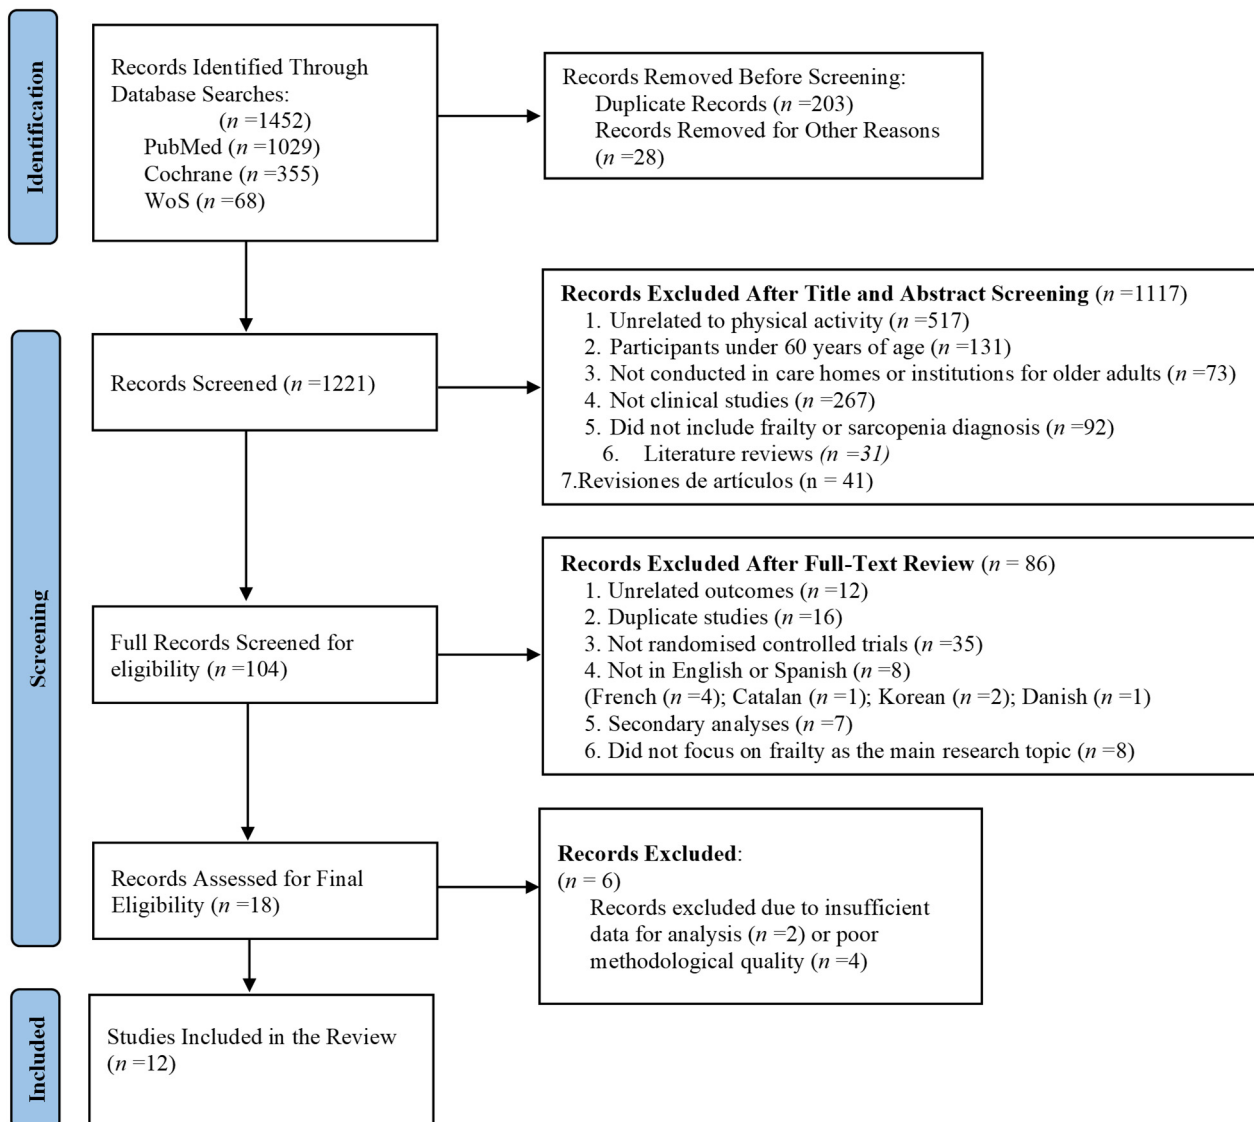 Identification
Records Identified Through
Database Searches:
(n =1452)
PubMed (n =1029)
Cochrane (n =355)
WoS (n =68)
Records Removed Before Screening:
Duplicate Records (n =203)
Records Removed for Other Reasons
(n =28)
Screening
Records Screened (n =1221)
Records Excluded After Title and Abstract Screening (n =1117)
1. Unrelated to physical activity (n =517)
2. Participants under 60 years of age (n =131)
3. Not conducted in care homes or institutions for older adults (n =73)
4. Not clinical studies (n =267)
5. Did not include frailty or sarcopenia diagnosis (n =92)
6. Literature reviews (n =31)
7.Revisiones de artículos (n = 41)
Full Records Screened for
eligibility (n =104)
Records Excluded After Full-Text Review (n = 86)
1. Unrelated outcomes (n =12)
2. Duplicate studies (n =16)
3. Not randomised controlled trials (n =35)
4. Not in English or Spanish (n =8)
(French (n =4); Catalan (n =1); Korean (n =2); Danish (n =1)
5. Secondary analyses (n =7)
6. Did not focus on frailty as the main research topic (n =8)
Records Assessed for Final
Eligibility (n =18)
Records Excluded:
(n = 6)
Records excluded due to insufficient
data for analysis (n =2) or poor
methodological quality (n =4)
Included
Studies Included in the Review
(n =12)